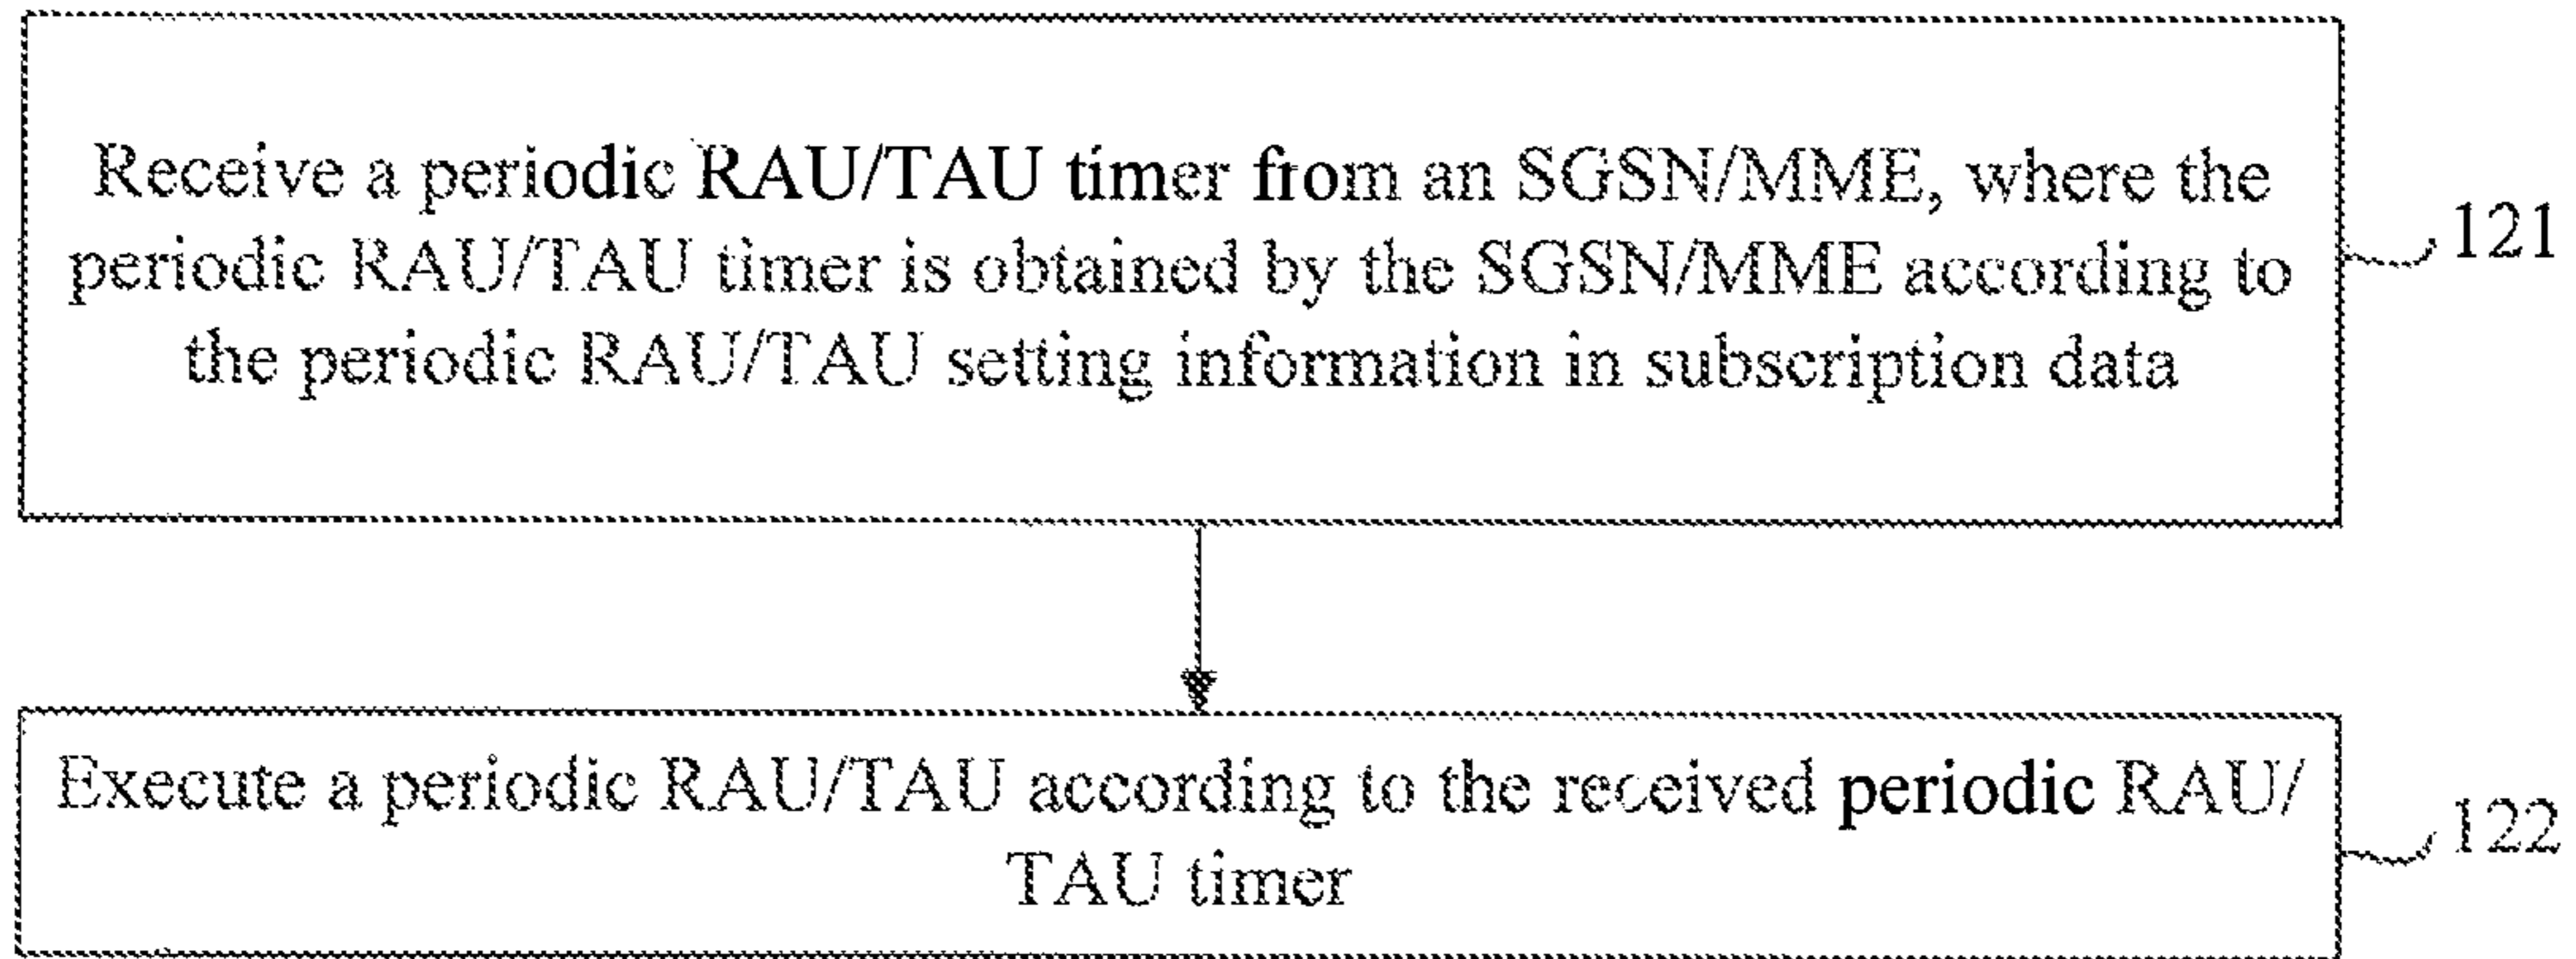 Receive a periodic RAU/TAU timer from an SGSN/MME, where the
periodic RAU/TAU timer is obtained by the SGSN/MME according to
the periodic RAU/TAU setting information in subscription data
121
Execute a periodic RAU/TAU according to the received periodic RAU/
TAU timer
122